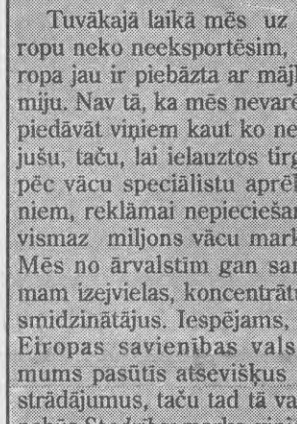 Tuvākajā laikā mēs uz
ropu neko neeksportēsim,
ropa jau ir piebāzta ar mājl
miju. Nav tā, ka mēs nevarē
piedāvāt viņiem kaut ko ne
jušu, taču, lai ielauztos tirg
pēc vācu speciālistu aprēķ
niem, reklāmai nepieciešan
vismaz miljons vācu mark
Mēs no ārvalstīm gan san
mam izejvielas, koncentrātu
smidzinātājus. Iespējams,
Eiropas savienības vals
mums pasūtīs atsevišķus
strādājumus, taču tad tā va